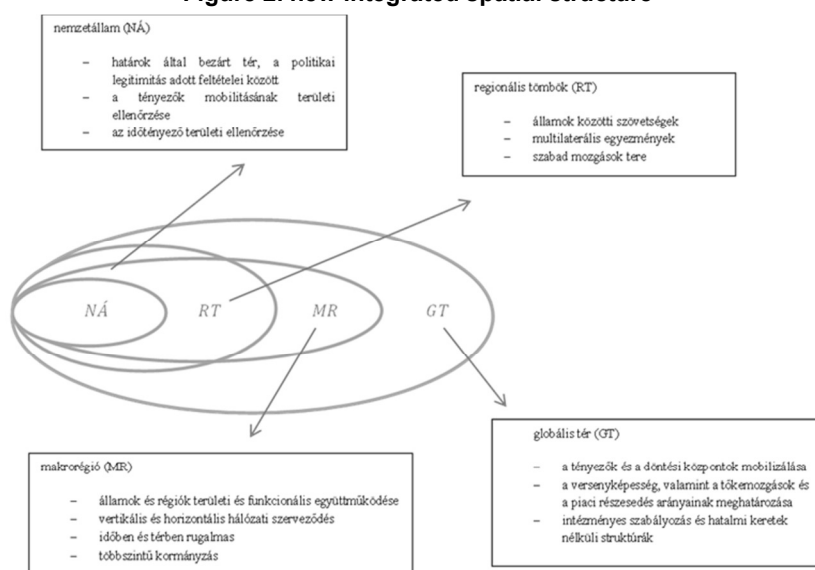 Figure 2. New integrated spatial structure
nemzetállam (NÁ)
– határok által bezárt tér, a politikai
legitimitás adott feltételei között
– a tényezők mobilitásának területi
ellenőrzése
– az időtényező területi ellenőrzése
regionális tömbök (RT)
– államok közötti szövetségek
– multilaterális egyezmények
– szabad mozgások tere
NÁ RT MR GT
makrorégió (MR)
– államok és régiók területi és funkcionális együttműködése
– vertikális és horizontális hálózati szerveződés
– időben és térben rugalmas
– többszintű kormányzás
globális tér (GT)
– a tényezők és a döntési központok mobilizálása
– a versenyképesség, valamint a tőkemozgások és
a piaci részesedés arányainak meghatározása
– intézményes szabályozás és hatalmi keretek
nélküli struktúrák